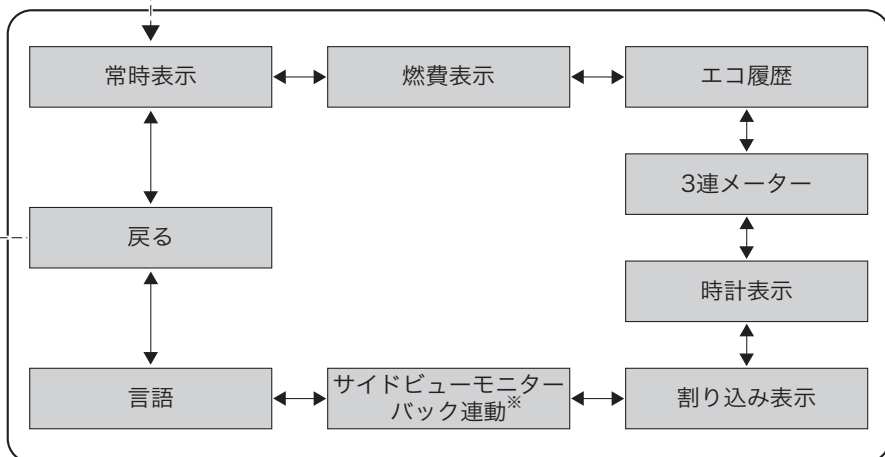 常時表示
燃費表示
エコ履歴
3連メーター
戻る
時計表示
言語
サイドビューモニター
バック連動※
割り込み表示